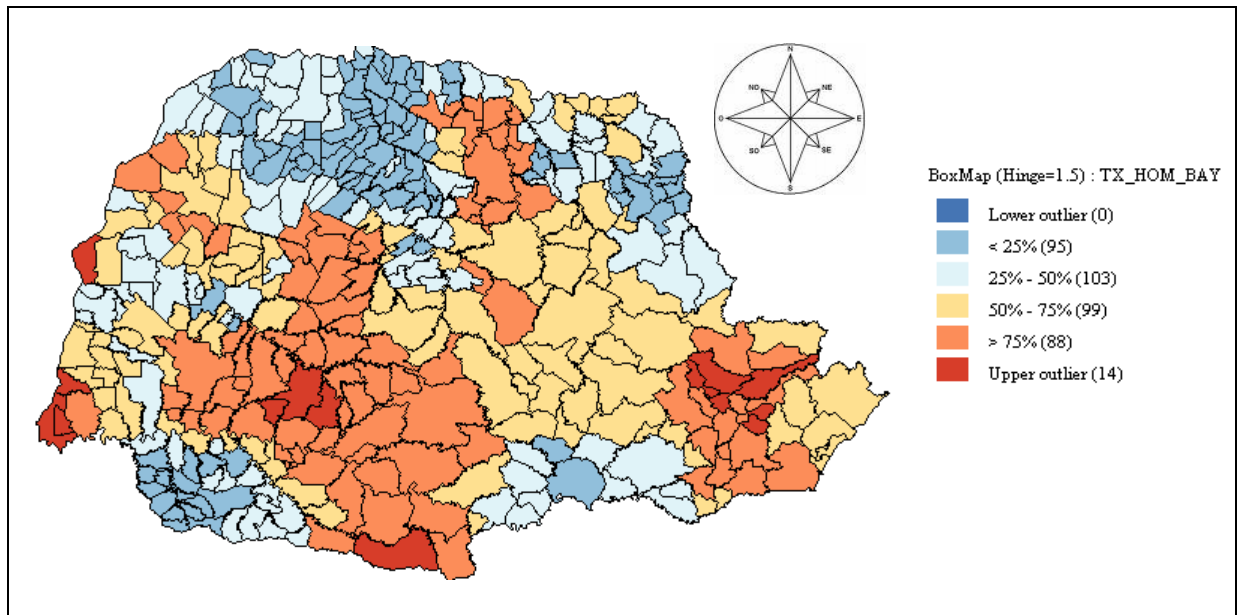 N
NO
NE
O
E
SO
SE
S
BoxMap (Hinge=1.5) : TX_HOM_BAY
Lower outlier (0)
< 25% (95)
25% - 50% (103)
50% - 75% (99)
> 75% (88)
Upper outlier (14)